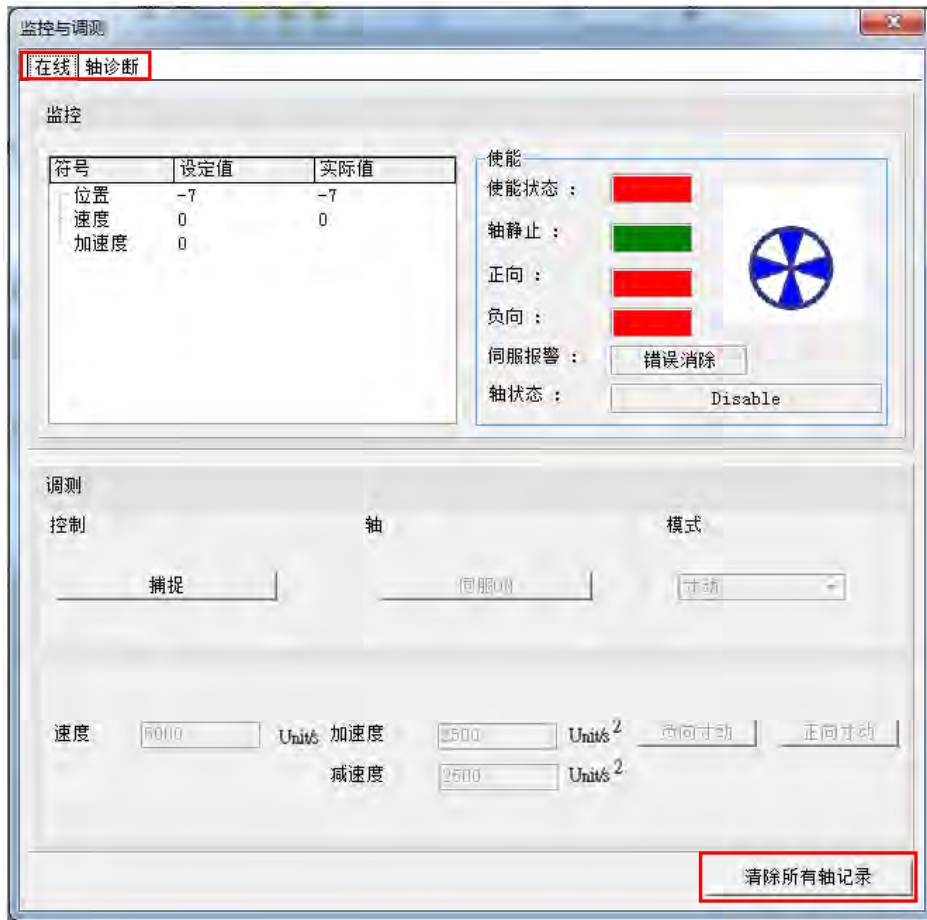 监控与调测
在线 轴诊断
监控
符号 设定值 实际值
位置 -7 -7
速度 0 0
加速度 0
使能
使能状态：
轴静止：
正向：
负向：
伺服报警： 错误消除
轴状态： Disable
调测
控制 轴 模式
捕捉 伺服ON 寸动
速度 5000 Unit/s 加速度 2500 Unit/s² 负向寸动 正向寸动
减速度 2500 Unit/s²
清除所有轴记录